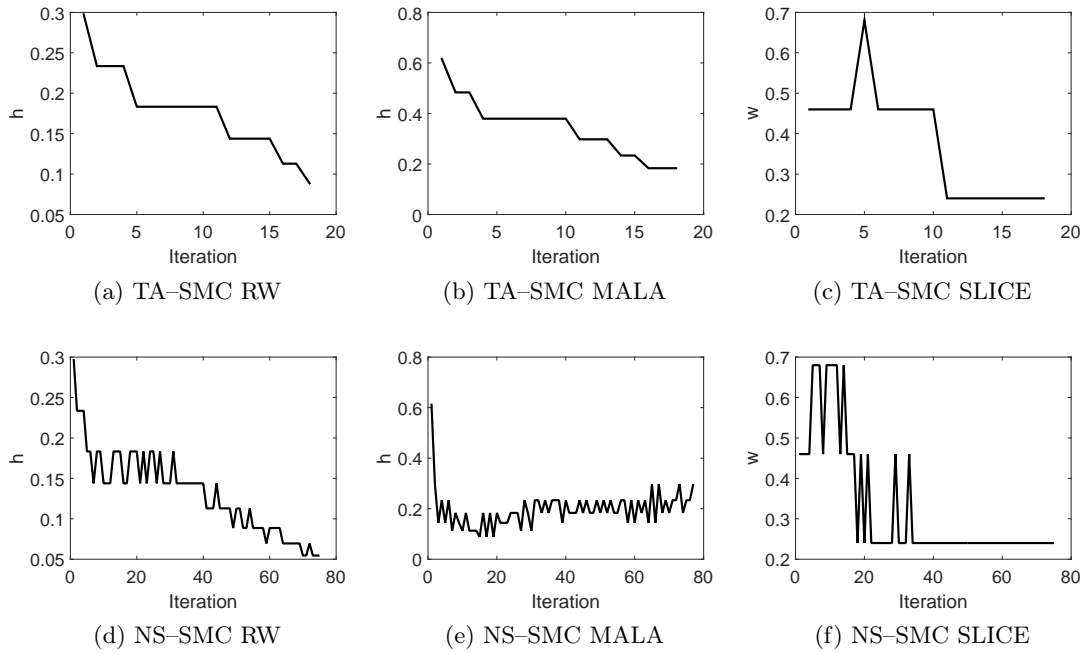 0.3
0.25
0.2
0.15
0.1
0.05
h
0 5 10 15 20
Iteration
(a) TA–SMC RW
0.8
0.6
0.4
0.2
0
h
0 5 10 15 20
Iteration
(b) TA–SMC MALA
0.7
0.6
0.5
0.4
0.3
0.2
w
0 5 10 15 20
Iteration
(c) TA–SMC SLICE
0.3
0.25
0.2
0.15
0.1
0.05
h
0 20 40 60 80
Iteration
(d) NS–SMC RW
0.8
0.6
0.4
0.2
0
h
0 20 40 60 80
Iteration
(e) NS–SMC MALA
0.7
0.6
0.5
0.4
0.3
0.2
w
0 20 40 60 80
Iteration
(f) NS–SMC SLICE